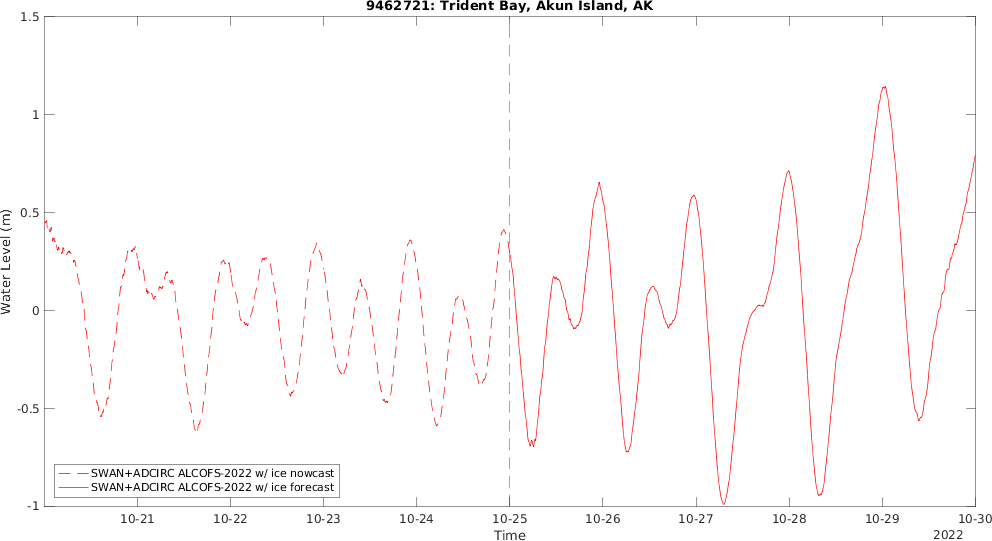 9462721: Trident Bay, Akun Island, AK
1.5
1
0.5
0
-0.5
-1
Water Level (m)
SWAN+ADCIRC ALCOFS-2022 w/ ice nowcast
SWAN+ADCIRC ALCOFS-2022 w/ ice forecast
10-21 10-22 10-23 10-24 10-25 10-26 10-27 10-28 10-29 10-30
Time
2022